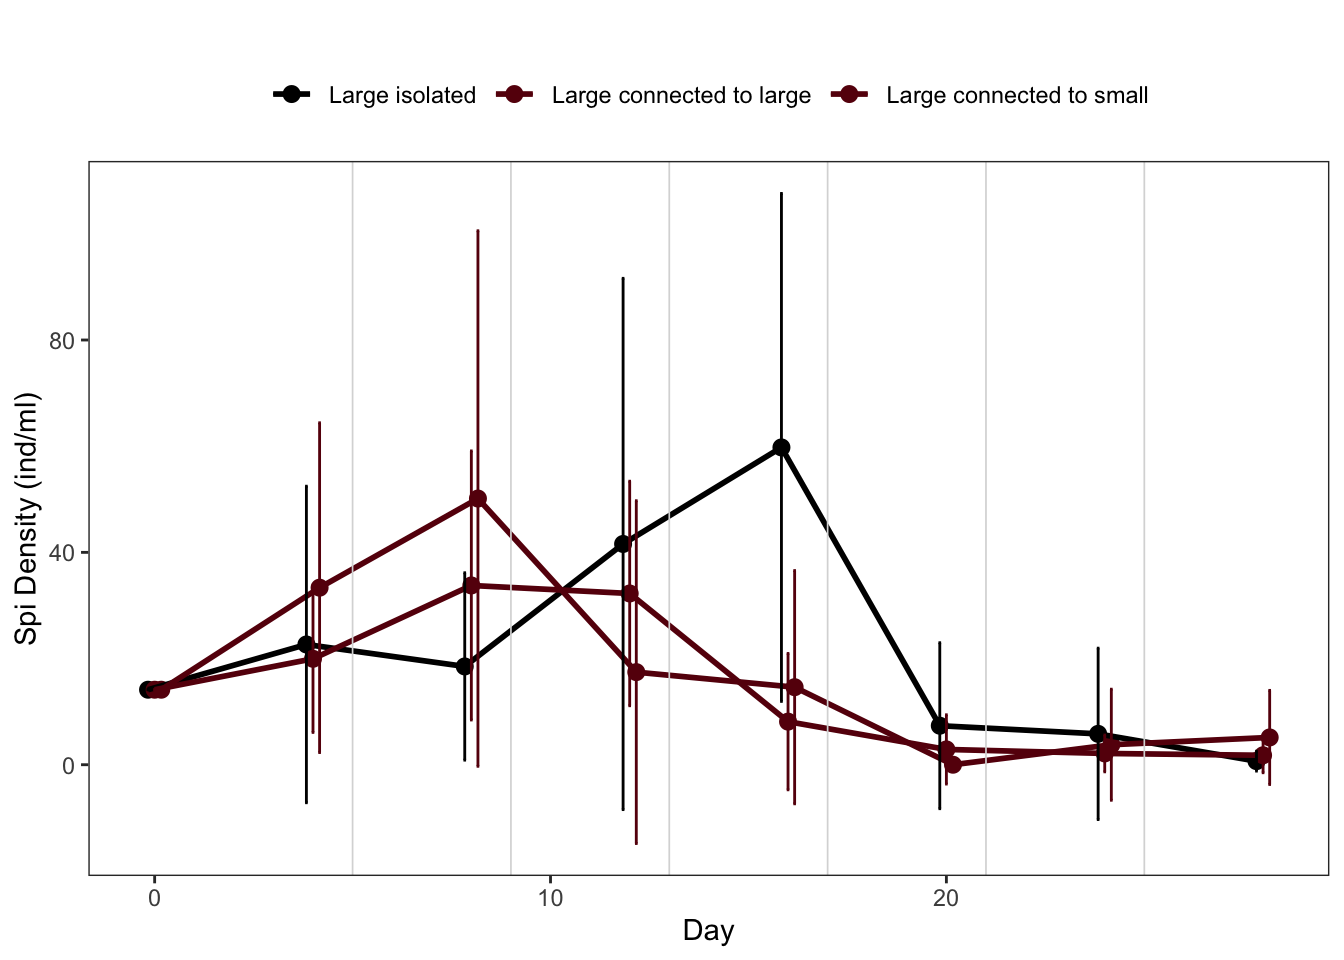 Large isolated Large connected to large Large connected to small
80
40
0
Spi Density (ind/ml)
0 10 20
Day